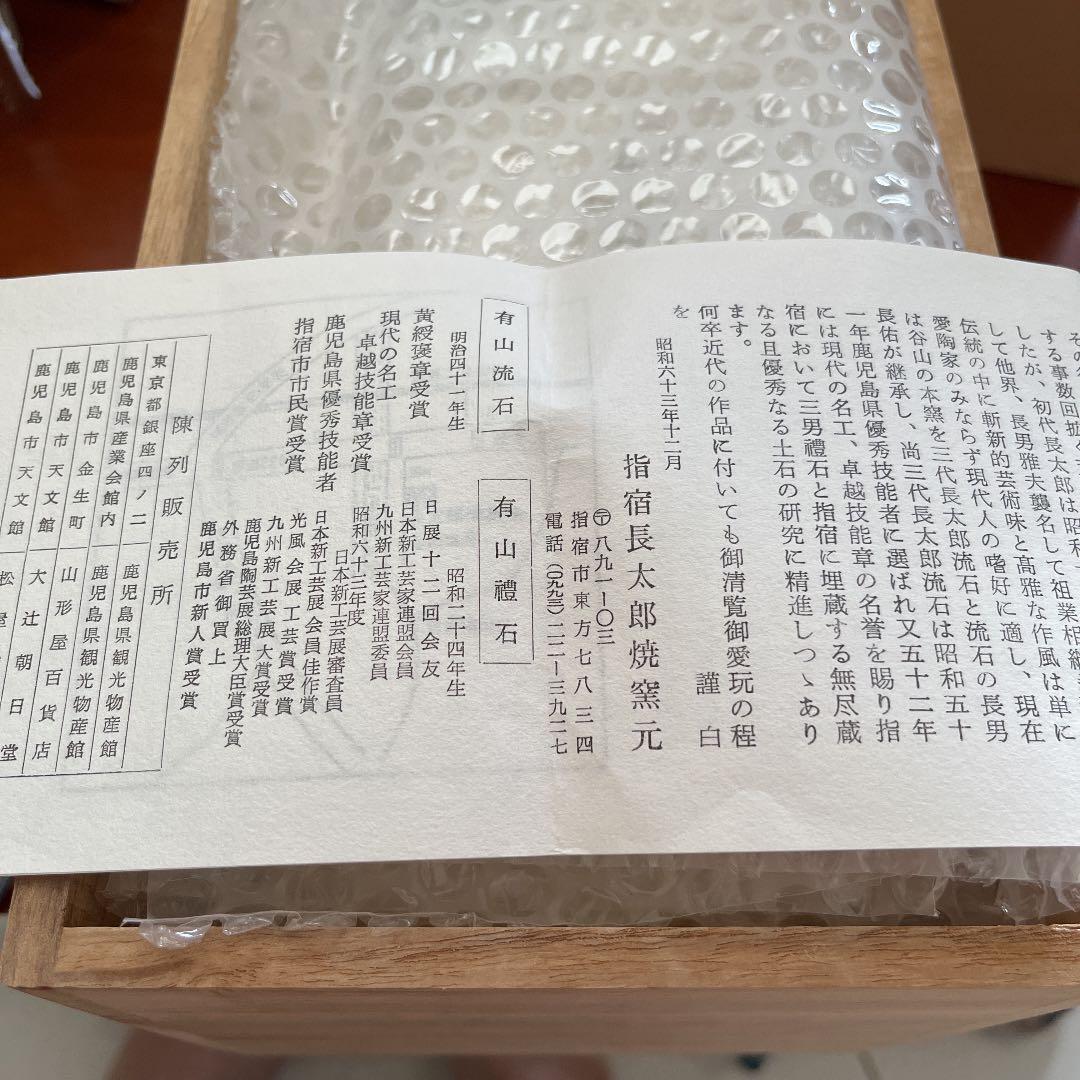 する事数回拡
したが、初代長太郎は昭和
して他界、長男雅夫襲名して祖業相継
伝統の中に斬新的芸術味と高雅な作風は単に
愛陶家のみならず現代人の嗜好に適し、現在
は谷山の本窯を三代長太郎流石と流石の長男
長佑が継承し、尚三代長太郎流石は昭和五十
一年鹿児島県優秀技能者に選ばれ又五十二年
には現代の名工、卓越技能章の名誉を賜り指
宿において三男禮石と指宿に埋蔵する無尽蔵
なる且優秀なる土石の研究に精進しつゝあり
ます。
何卒近代の作品に付いても御清覧御愛玩の程
を
謹白
昭和六十三年十二月
指宿長太郎焼窯元
〒八九一―〇三
指宿市東方七八三四
電話(〇九九三)二二―三九二七
有山流石
明治四十一年生
黄綬褒章受賞
現代の名工
卓越技能章受賞
鹿児島県優秀技能者
指宿市市民賞受賞
有山禮石
昭和二十四年生
日展十二回会友
日本新工芸家連盟会員
九州新工芸家連盟委員
昭和六十三年度
日本新工芸展審査員
日本新工芸展会員佳作賞
光風会展工芸賞受賞
九州新工芸展大賞受賞
鹿児島陶芸展総理大臣賞受賞
外務省御買上
鹿児島市新人賞受賞
陳列販売所
東京都銀座四ノ二 鹿児島県観光物産館
鹿児島県産業会館内 鹿児島県観光物産館
鹿児島市金生町 山形屋百貨店
鹿児島市天文館 大辻朝日堂
鹿児島市天文館